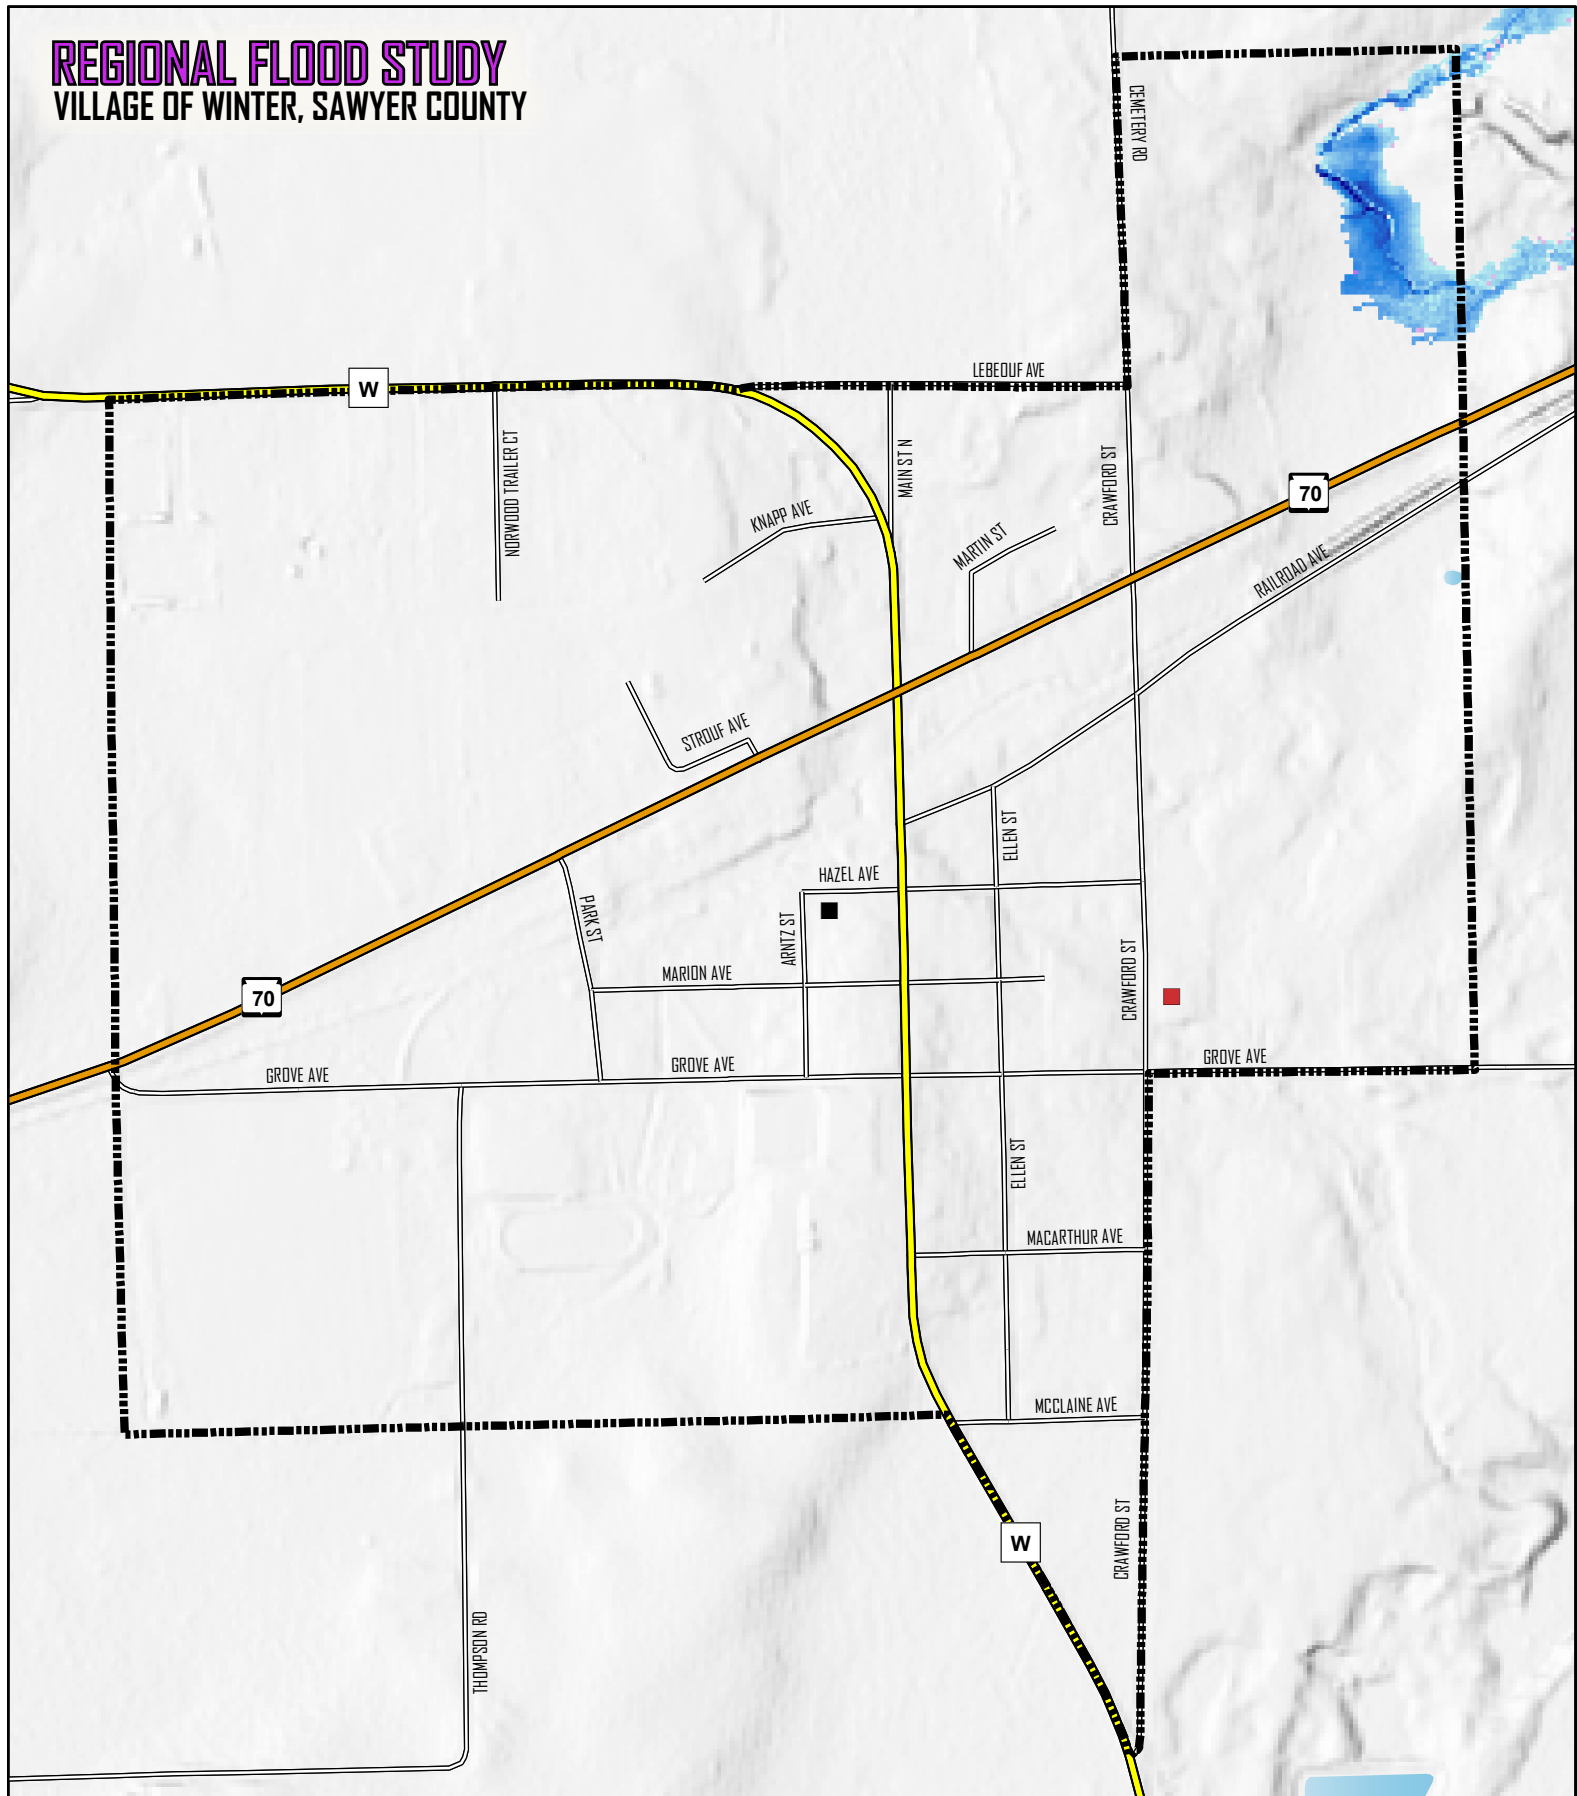 REGIONAL FLOOD STUDY
VILLAGE OF WINTER, SAWYER COUNTY
CEMETERY RD
LEBEOUF AVE
W
NORWOOD TRAILER CT
MAIN ST N
CRAWFORD ST
KNAPP AVE
MARTIN ST
70
RAILROAD AVE
STROUF AVE
ELLEN ST
HAZEL AVE
PARK ST
ARNTZ ST
MARION AVE
CRAWFORD ST
70
GROVE AVE
GROVE AVE
GROVE AVE
ELLEN ST
MACARTHUR AVE
MCCLAINE AVE
CRAWFORD ST
W
THOMPSON RD